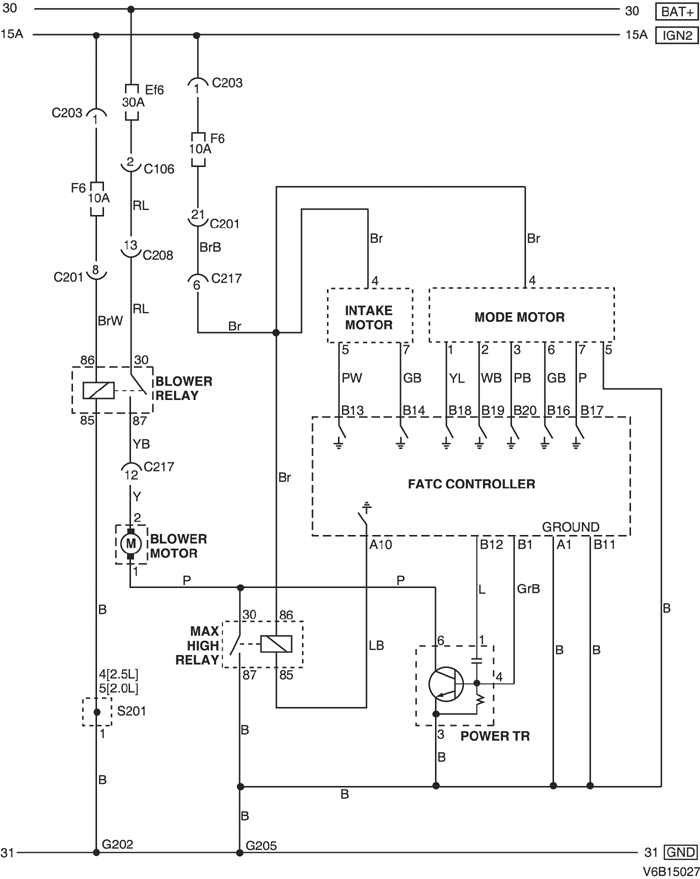 30 30 BAT+
15A 15A IGN2
Ef6
30A
C203
1
C203
1
F6
10A
2 C106
F6
10A
RL
21 C201
13 C208
BrB
C201 8
6 C217
BrW
RL
Br
Br
Br
4
4
INTAKE
MOTOR
MODE MOTOR
5 7 1 2 3 6 7 5
PW GB YL WB PB GB P
B13 B14 B18 B19 B20 B16 B17
86 30
BLOWER
RELAY
85 87
YB
C217
12
Y
2
M
BLOWER
MOTOR
1
Br
FATC CONTROLLER
GROUND
A10 B12 B1 A1 B11
P P
L GrB
B
B
30 86
MAX
HIGH
RELAY
87 85
LB
B B
6 1
4
3
POWER TR
4[2.5L]
5[2.0L]
S201
1
B
B
B
B
B
G202 G205
31 31 GND
V6B15027